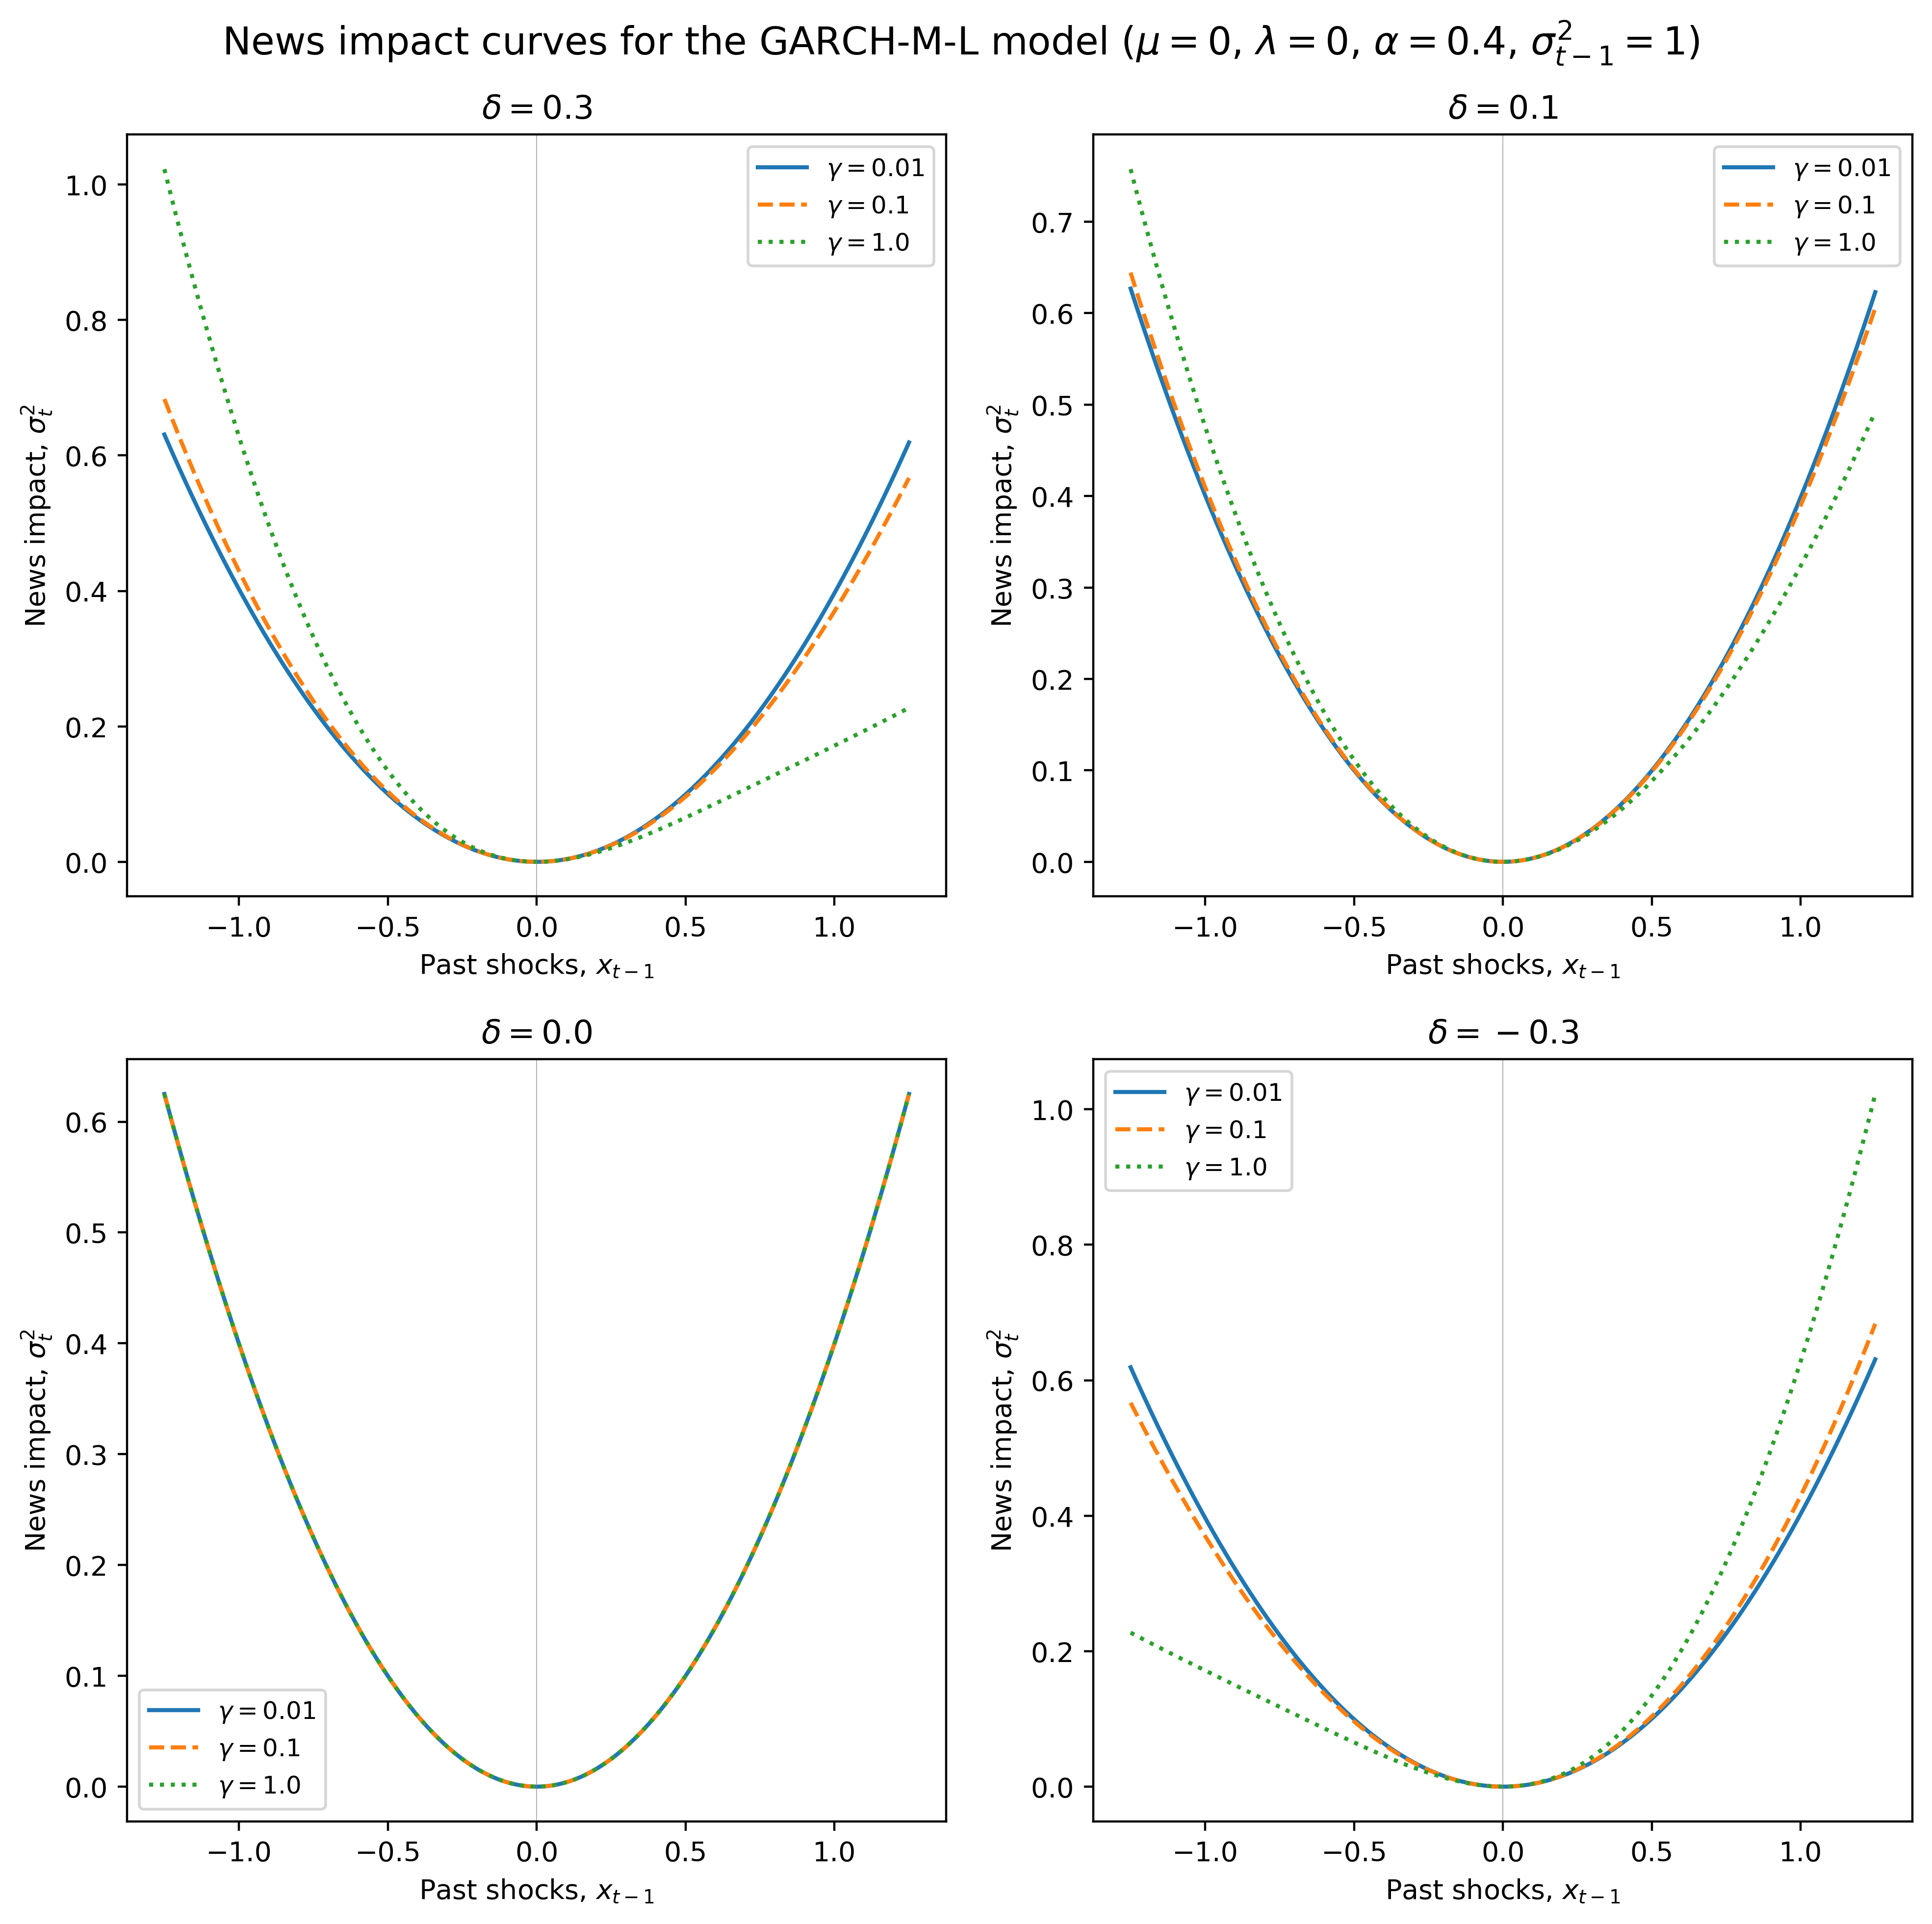 News impact curves for the GARCH-M-L model (μ = 0, λ = 0, α = 0.4, σ²ₜ₋₁ = 1)
δ = 0.3
1.0
0.8
0.6
0.4
0.2
0.0
News impact, σ²ₜ
−1.0 −0.5 0.0 0.5 1.0
Past shocks, xₜ₋₁
γ = 0.01
γ = 0.1
γ = 1.0
δ = 0.1
0.7
0.6
0.5
0.4
0.3
0.2
0.1
0.0
News impact, σ²ₜ
−1.0 −0.5 0.0 0.5 1.0
Past shocks, xₜ₋₁
γ = 0.01
γ = 0.1
γ = 1.0
δ = 0.0
0.6
0.5
0.4
0.3
0.2
0.1
0.0
News impact, σ²ₜ
−1.0 −0.5 0.0 0.5 1.0
Past shocks, xₜ₋₁
γ = 0.01
γ = 0.1
γ = 1.0
δ = −0.3
1.0
0.8
0.6
0.4
0.2
0.0
News impact, σ²ₜ
−1.0 −0.5 0.0 0.5 1.0
Past shocks, xₜ₋₁
γ = 0.01
γ = 0.1
γ = 1.0